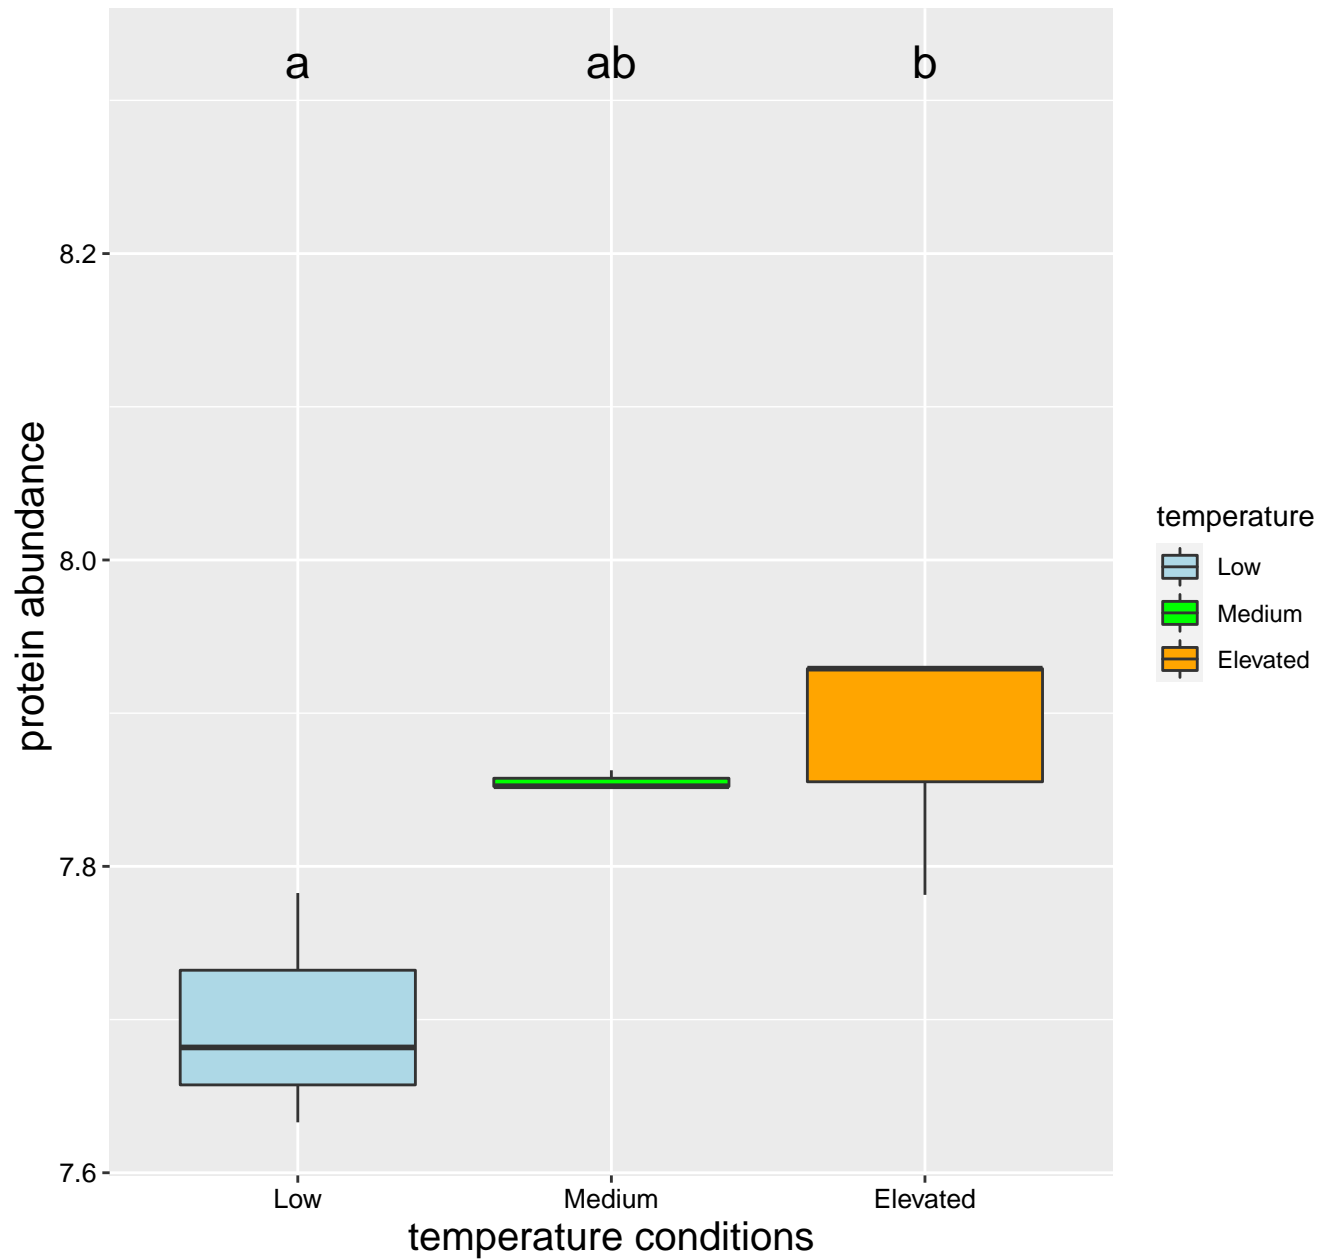 a ab b
8.2
8.0
7.8
7.6
protein abundance
Low Medium Elevated
temperature conditions
temperature
Low
Medium
Elevated